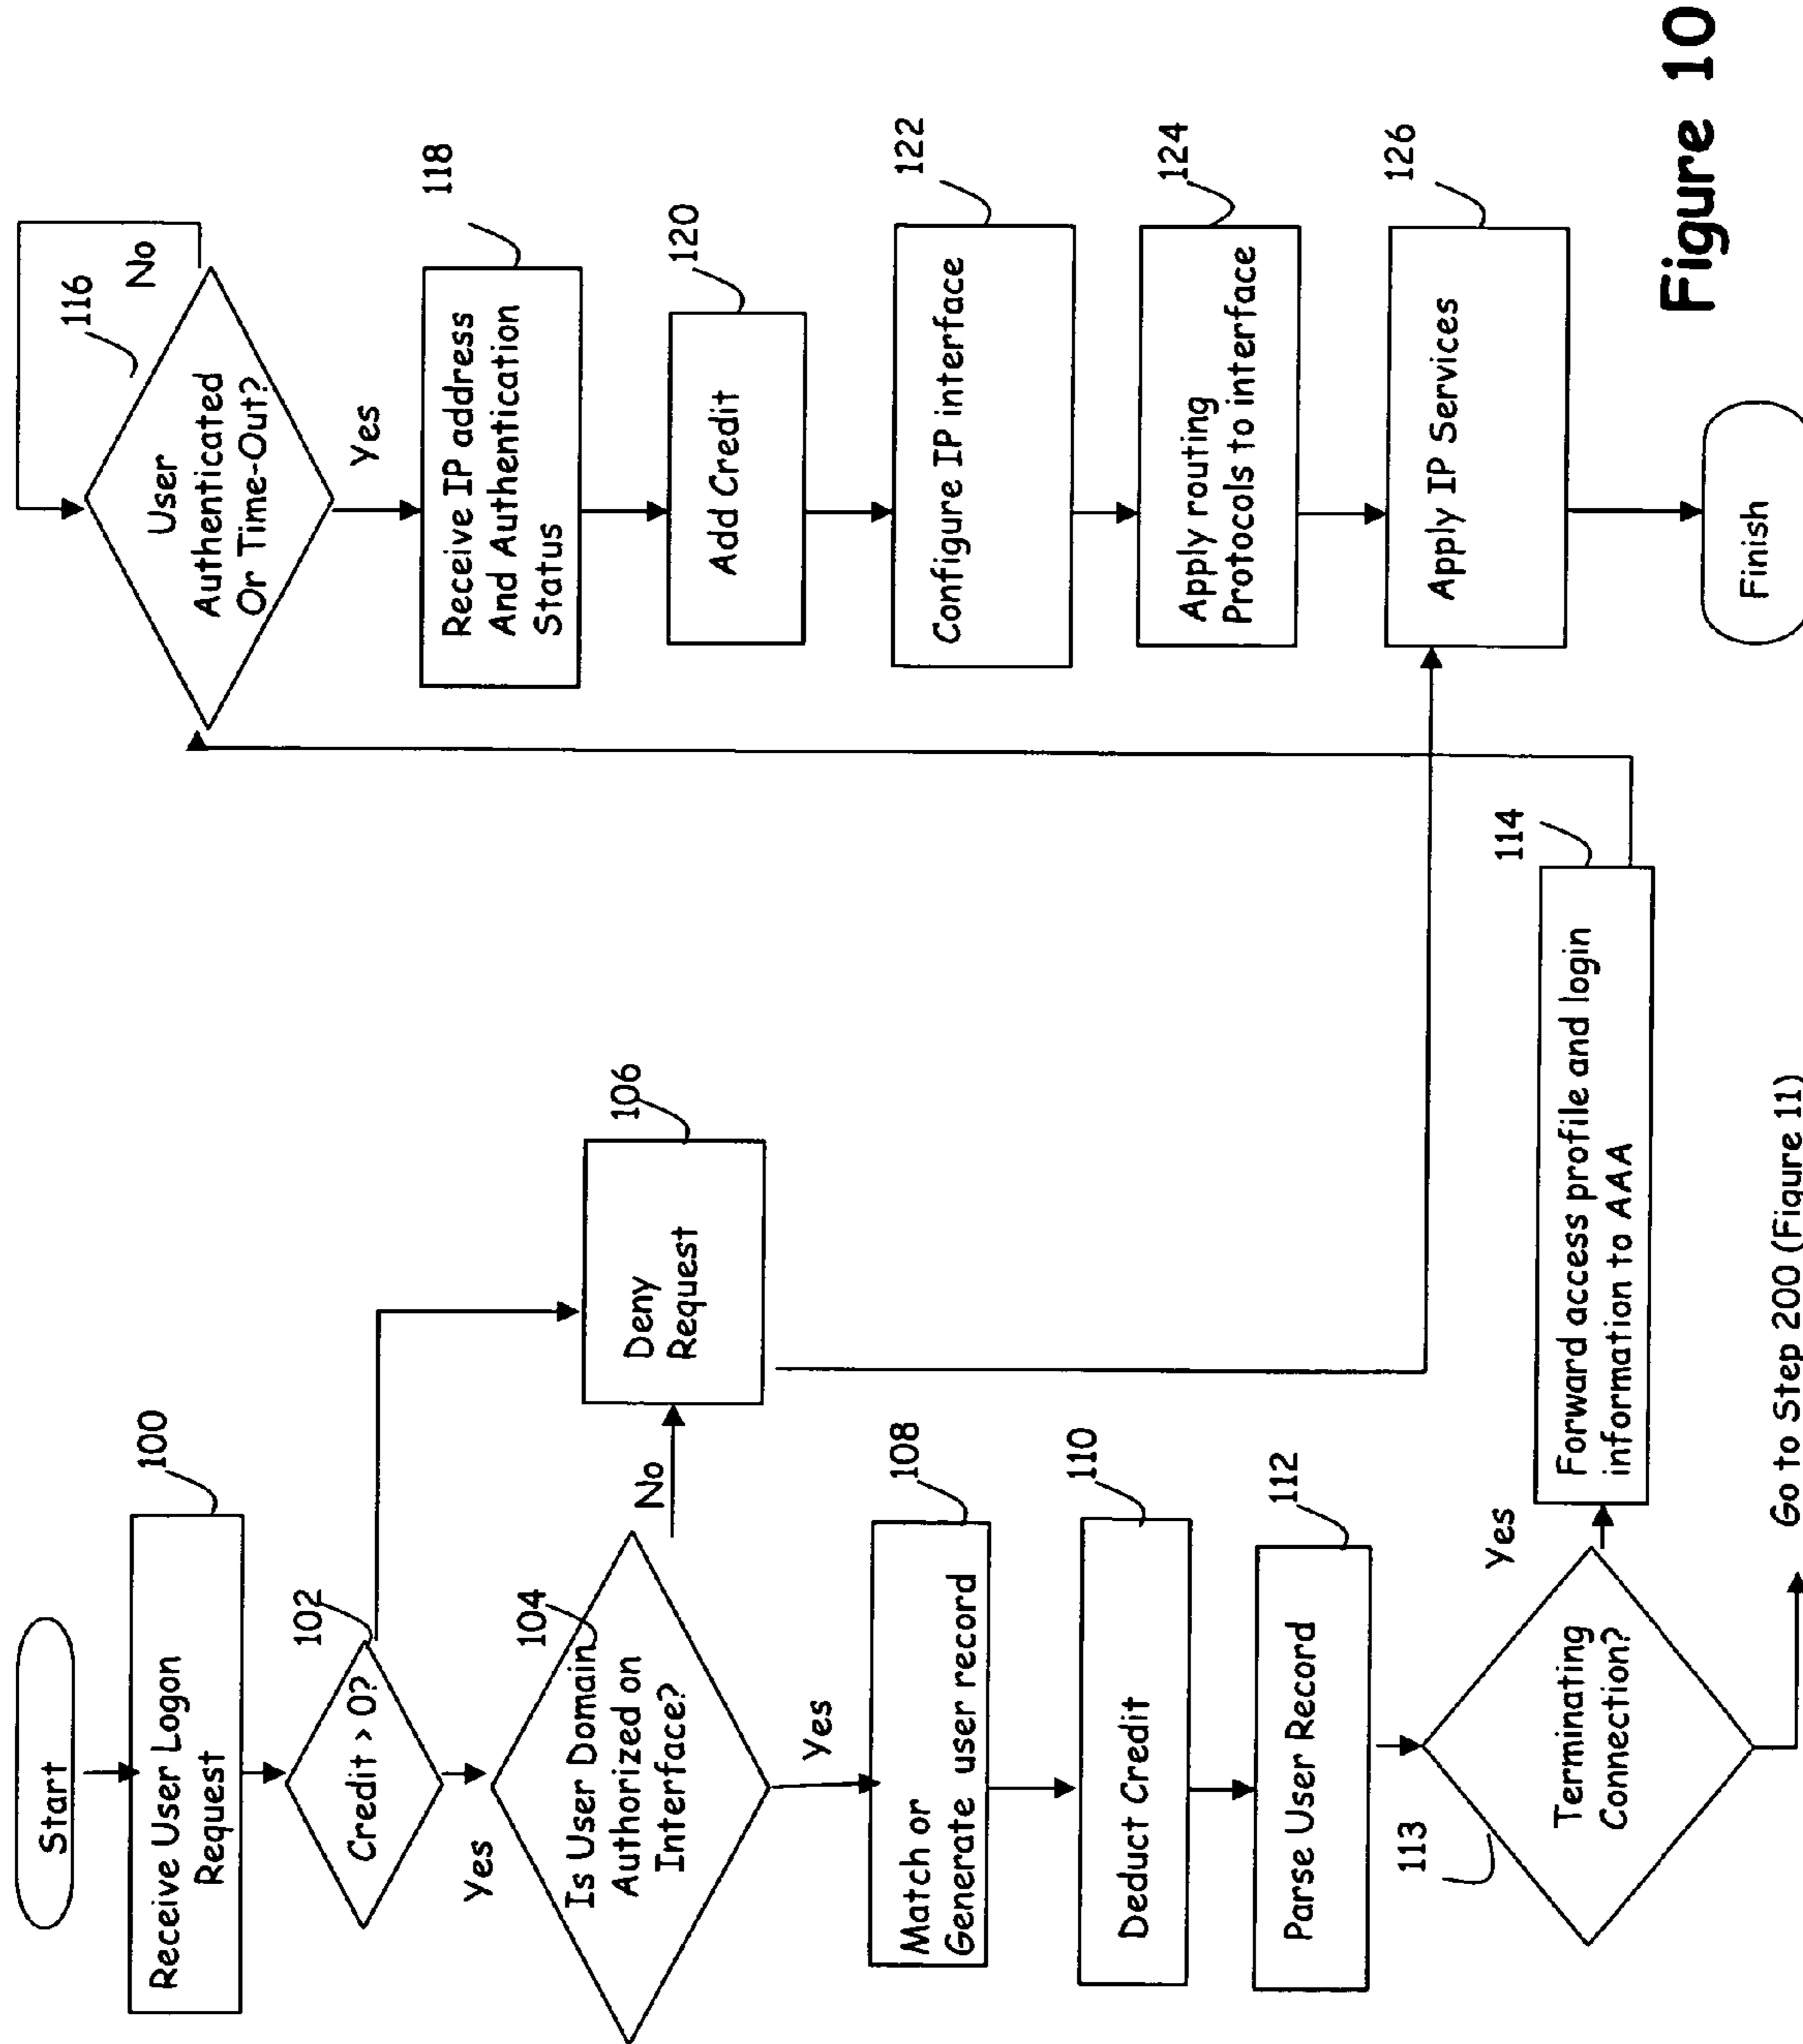 Start
Receive User Logon
Request
100
Credit > 0?
102
Yes
Is User Domain
Authorized on
Interface?
104
No
Deny
Request
106
Yes
Match or
Generate user record
108
Deduct Credit
110
Parse User Record
112
Terminating
Connection?
113
Yes
Forward access profile and login
information to AAA
114
Go to Step 200 (Figure 11)
User
Authenticated
Or Time-Out?
116
No
Yes
Receive IP address
And Authentication
Status
118
Add Credit
120
Configure IP interface
122
Apply routing
Protocols to interface
124
Apply IP Services
126
Finish
Figure 10